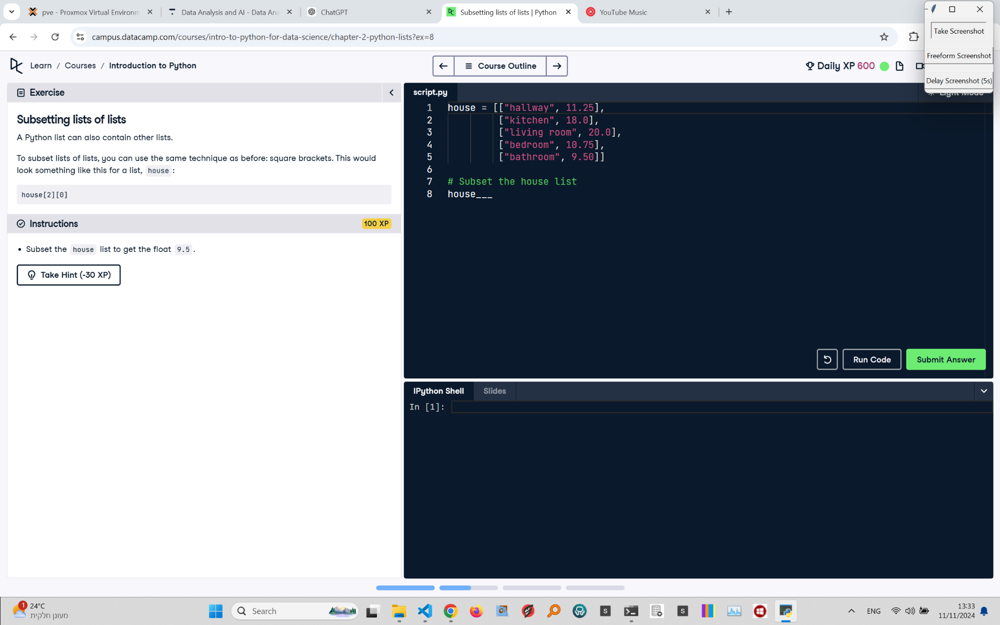 pve - Proxmox Virtual Environm
Data Analysis and AI - Data Ana
ChatGPT
Subsetting lists of lists | Python
YouTube Music
campus.datacamp.com/courses/intro-to-python-for-data-science/chapter-2-python-lists?ex=8
Take Screenshot
Freeform Screenshot
Delay Screenshot (5s)
Learn / Courses / Introduction to Python
Course Outline
Daily XP 600
Exercise
Subsetting lists of lists
A Python list can also contain other lists.
To subset lists of lists, you can use the same technique as before: square brackets. This would
look something like this for a list, house :
house[2][0]
Instructions
100 XP
• Subset the house list to get the float 9.5 .
Take Hint (-30 XP)
script.py
Light Mode
1 house = [["hallway", 11.25],
2 ["kitchen", 18.0],
3 ["living room", 20.0],
4 ["bedroom", 10.75],
5 ["bathroom", 9.50]]
6
7 # Subset the house list
8 house___
Run Code
Submit Answer
IPython Shell
Slides
In [1]:
1
24°C
מעונן חלקית
Search
S
S
ENG
13:33
11/11/2024